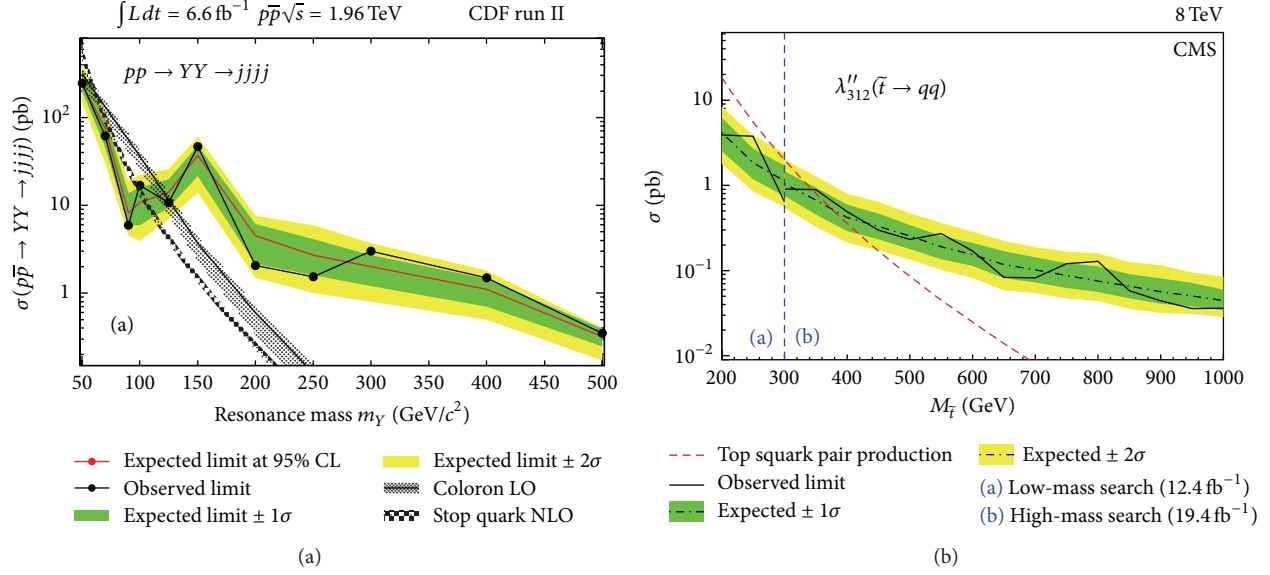 ∫Ldt = 6.6 fb⁻¹ pp̅√s = 1.96 TeV CDF run II
pp → YY → jjjj
σ(pp̅ → YY → jjjj) (pb)
10²
10
1
(a)
50 100 150 200 250 300 350 400 450 500
Resonance mass m_Y (GeV/c²)
Expected limit at 95% CL
Observed limit
Expected limit ± 1σ
Expected limit ± 2σ
Coloron LO
Stop quark NLO
(a)
8 TeV
CMS
λ″₃₁₂(t̃ → qq)
σ (pb)
10
1
10⁻¹
10⁻²
(a) (b)
200 300 400 500 600 700 800 900 1000
M_t̃ (GeV)
Top squark pair production
Observed limit
Expected ± 1σ
Expected ± 2σ
(a) Low-mass search (12.4 fb⁻¹)
(b) High-mass search (19.4 fb⁻¹)
(b)